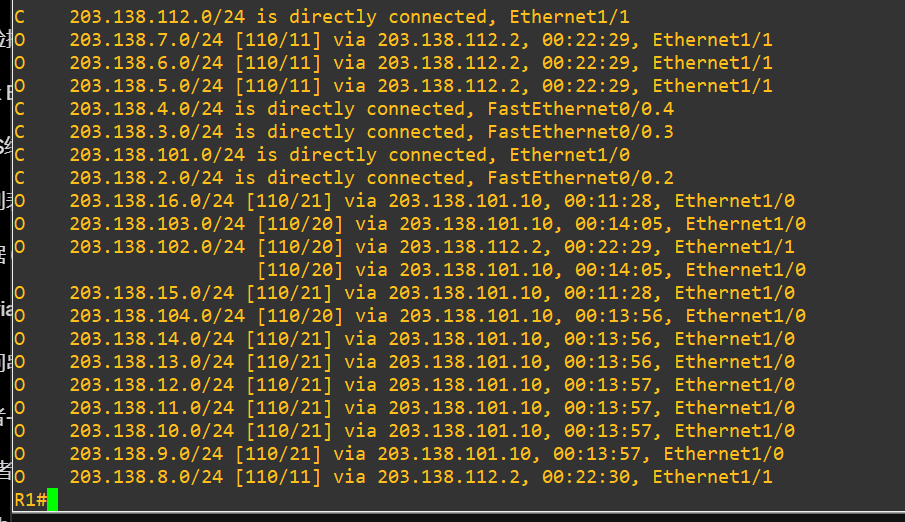 C    203.138.112.0/24 is directly connected, Ethernet1/1
O    203.138.7.0/24 [110/11] via 203.138.112.2, 00:22:29, Ethernet1/1
O    203.138.6.0/24 [110/11] via 203.138.112.2, 00:22:29, Ethernet1/1
O    203.138.5.0/24 [110/11] via 203.138.112.2, 00:22:29, Ethernet1/1
C    203.138.4.0/24 is directly connected, FastEthernet0/0.4
C    203.138.3.0/24 is directly connected, FastEthernet0/0.3
C    203.138.101.0/24 is directly connected, Ethernet1/0
C    203.138.2.0/24 is directly connected, FastEthernet0/0.2
O    203.138.16.0/24 [110/21] via 203.138.101.10, 00:11:28, Ethernet1/0
O    203.138.103.0/24 [110/20] via 203.138.101.10, 00:14:05, Ethernet1/0
O    203.138.102.0/24 [110/20] via 203.138.112.2, 00:22:29, Ethernet1/1
                      [110/20] via 203.138.101.10, 00:14:05, Ethernet1/0
O    203.138.15.0/24 [110/21] via 203.138.101.10, 00:11:28, Ethernet1/0
O    203.138.104.0/24 [110/20] via 203.138.101.10, 00:13:56, Ethernet1/0
O    203.138.14.0/24 [110/21] via 203.138.101.10, 00:13:56, Ethernet1/0
O    203.138.13.0/24 [110/21] via 203.138.101.10, 00:13:56, Ethernet1/0
O    203.138.12.0/24 [110/21] via 203.138.101.10, 00:13:57, Ethernet1/0
O    203.138.11.0/24 [110/21] via 203.138.101.10, 00:13:57, Ethernet1/0
O    203.138.10.0/24 [110/21] via 203.138.101.10, 00:13:57, Ethernet1/0
O    203.138.9.0/24 [110/21] via 203.138.101.10, 00:13:57, Ethernet1/0
O    203.138.8.0/24 [110/11] via 203.138.112.2, 00:22:30, Ethernet1/1
R1#